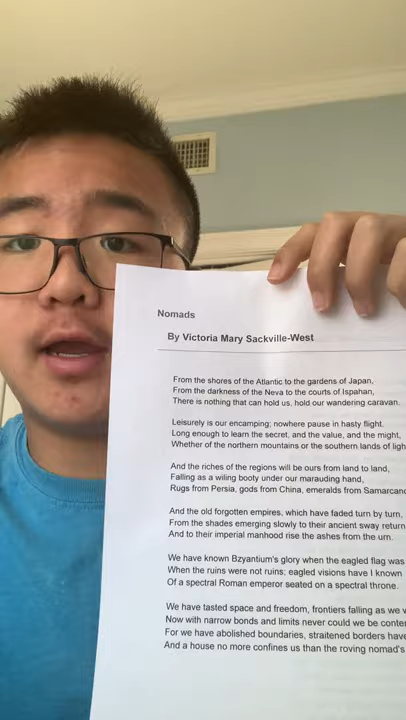 Nomads
By Victoria Mary Sackville-West
From the shores of the Atlantic to the gardens of Japan,
From the darkness of the Neva to the courts of Ispahan,
There is nothing that can hold us, hold our wandering caravan.
Leisurely is our encamping; nowhere pause in hasty flight.
Long enough to learn the secret, and the value, and the might,
Whether of the northern mountains or the southern lands of
And the riches of the regions will be ours from land to land,
Falling as a wiling booty under our marauding hand,
Rugs from Persia, gods from China, emeralds from
And the old forgotten empires, which have faded turn by turn,
From the shades emerging slowly to their ancient sway return
And to their imperial manhood rise the ashes from the urn.
We have known Bzyantium's glory when the eagled flag was
When the ruins were not ruins; eagled visions have I known
Of a spectral Roman emperor seated on a spectral throne.
We have tasted space and freedom, frontiers falling as we
Now with narrow bonds and limits never could we be
For we have abolished boundaries, straitened borders
And a house no more confines us than the roving nomad's